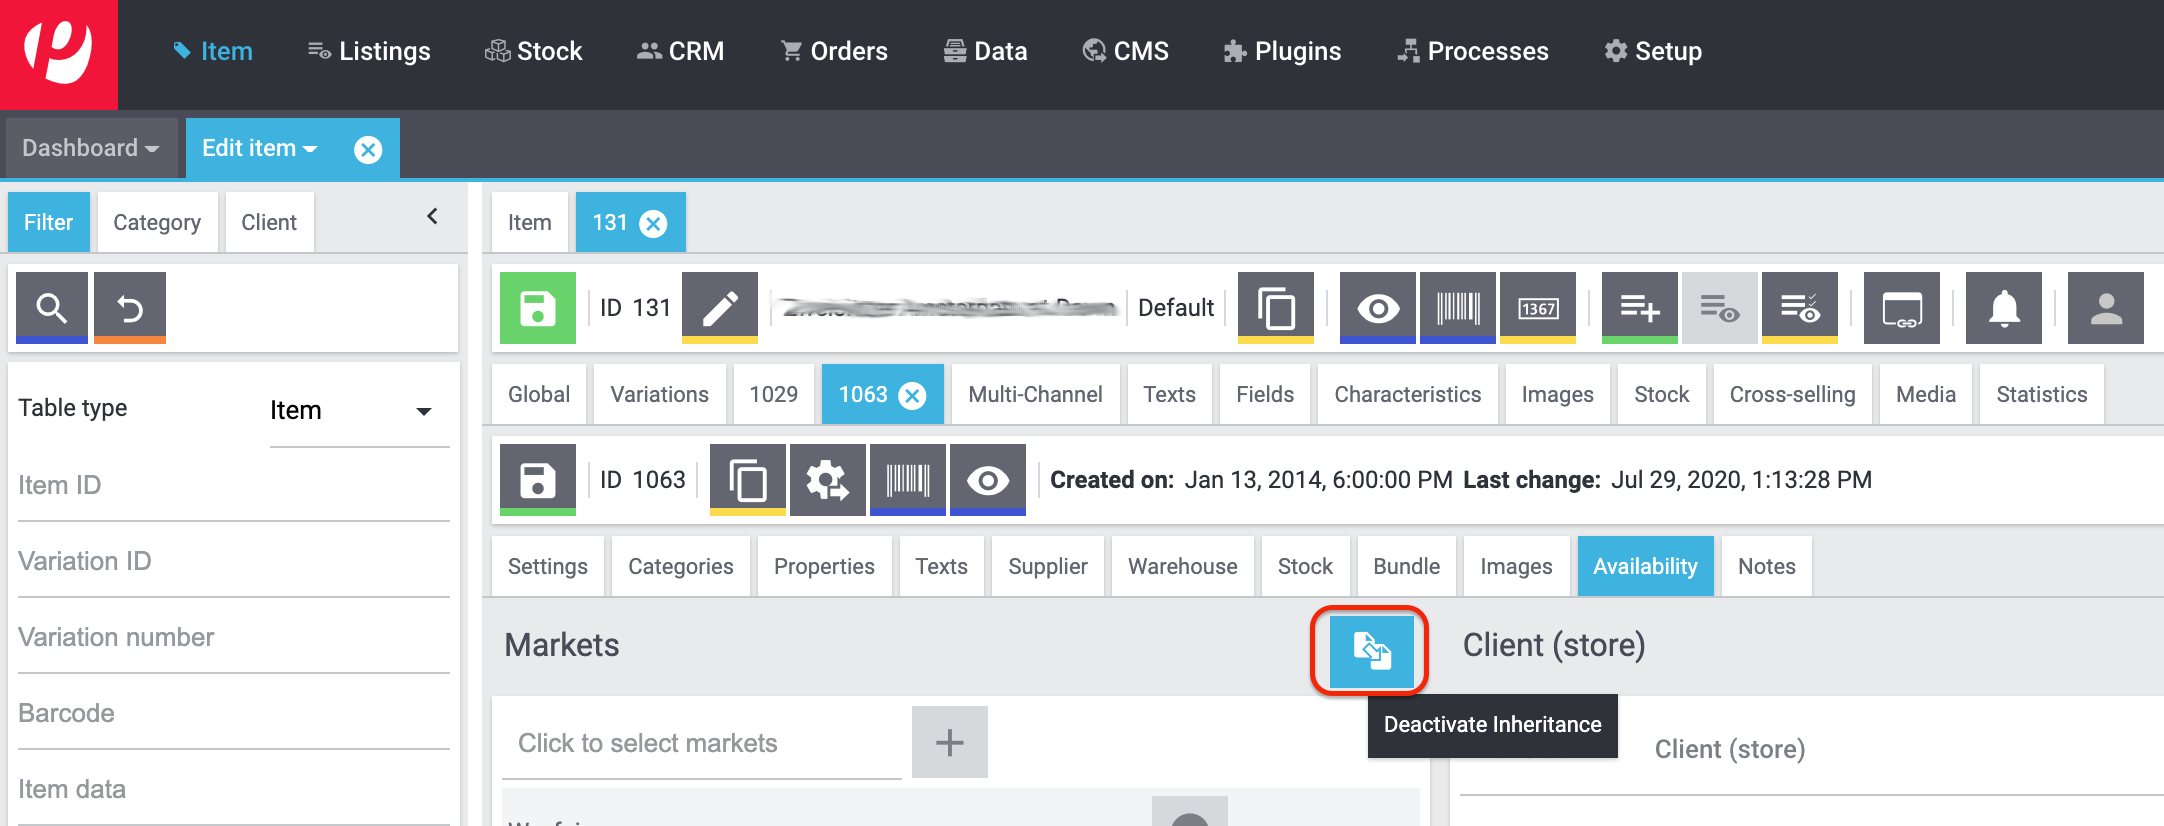 Item Listings Stock CRM Orders Data CMS Plugins Processes Setup
Dashboard Edit item
Filter Category Client
Item 131
ID 131 Default 1367
Global Variations 1029 1063 Multi-Channel Texts Fields Characteristics Images Stock Cross-selling Media Statistics
Table type Item
ID 1063 Created on: Jan 13, 2014, 6:00:00 PM Last change: Jul 29, 2020, 1:13:28 PM
Item ID
Settings Categories Properties Texts Supplier Warehouse Stock Bundle Images Availability Notes
Variation ID
Markets Client (store)
Variation number
Deactivate Inheritance
Barcode
Click to select markets Client (store)
Item data